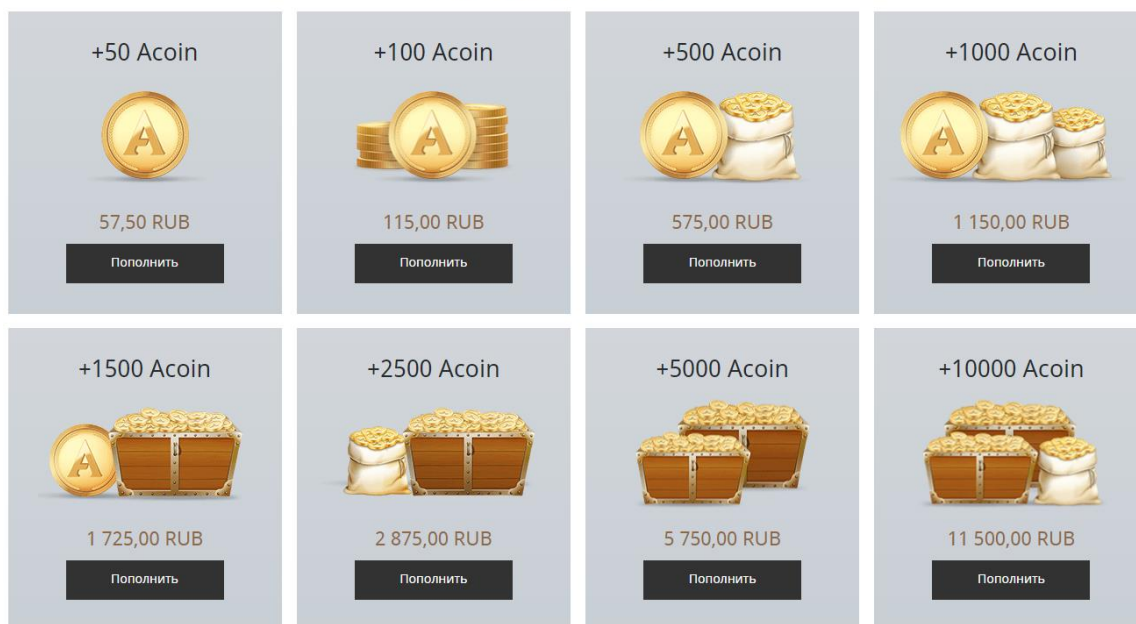 +50 Acoin
57,50 RUB
Пополнить
+100 Acoin
115,00 RUB
Пополнить
+500 Acoin
575,00 RUB
Пополнить
+1000 Acoin
1 150,00 RUB
Пополнить
+1500 Acoin
1 725,00 RUB
Пополнить
+2500 Acoin
2 875,00 RUB
Пополнить
+5000 Acoin
5 750,00 RUB
Пополнить
+10000 Acoin
11 500,00 RUB
Пополнить